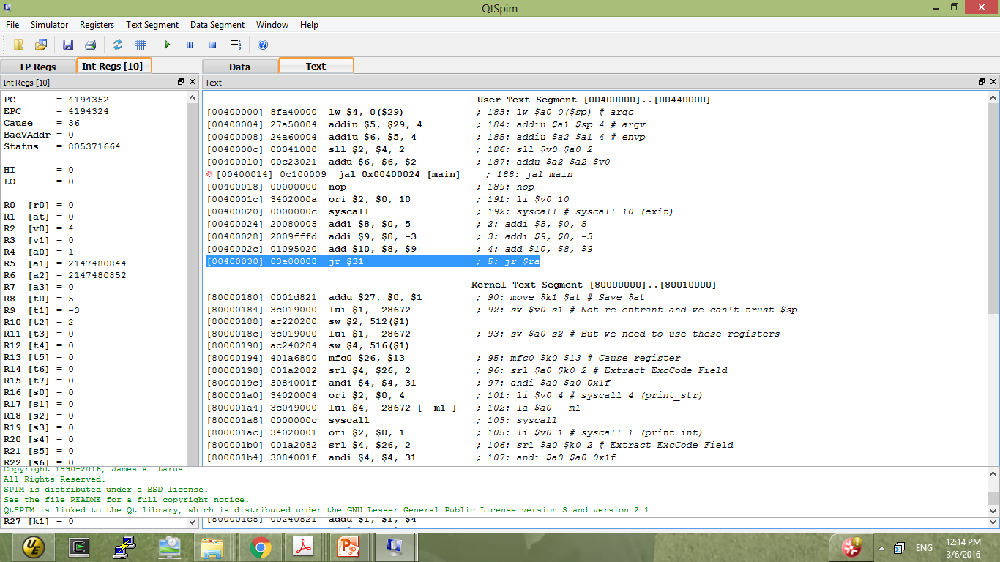 QtSpim
File Simulator Registers Text Segment Data Segment Window Help
FP Regs Int Regs [10] Data Text
Int Regs [10]
PC = 4194352
EPC = 4194324
Cause = 36
BadVAddr = 0
Status = 805371664
HI = 0
LO = 0
R0 [r0] = 0
R1 [at] = 0
R2 [v0] = 4
R3 [v1] = 0
R4 [a0] = 1
R5 [a1] = 2147480844
R6 [a2] = 2147480852
R7 [a3] = 0
R8 [t0] = 5
R9 [t1] = -3
R10 [t2] = 2
R11 [t3] = 0
R12 [t4] = 0
R13 [t5] = 0
R14 [t6] = 0
R15 [t7] = 0
R16 [s0] = 0
R17 [s1] = 0
R18 [s2] = 0
R19 [s3] = 0
R20 [s4] = 0
R21 [s5] = 0
R22 [s6] = 0
Text
User Text Segment [00400000]..[00440000]
[00400000] 8fa40000 lw $4, 0($29) ; 183: lw $a0 0($sp) # argc
[00400004] 27a50004 addiu $5, $29, 4 ; 184: addiu $a1 $sp 4 # argv
[00400008] 24a60004 addiu $6, $5, 4 ; 185: addiu $a2 $a1 4 # envp
[0040000c] 00041080 sll $2, $4, 2 ; 186: sll $v0 $a0 2
[00400010] 00c23021 addu $6, $6, $2 ; 187: addu $a2 $a2 $v0
[00400014] 0c100009 jal 0x00400024 [main] ; 188: jal main
[00400018] 00000000 nop ; 189: nop
[0040001c] 3402000a ori $2, $0, 10 ; 191: li $v0 10
[00400020] 0000000c syscall ; 192: syscall # syscall 10 (exit)
[00400024] 20080005 addi $8, $0, 5 ; 2: addi $8, $0, 5
[00400028] 2009fffd addi $9, $0, -3 ; 3: addi $9, $0, -3
[0040002c] 01095020 add $10, $8, $9 ; 4: add $10, $8, $9
[00400030] 03e00008 jr $31 ; 5: jr $ra
Kernel Text Segment [80000000]..[80010000]
[80000180] 0001d821 addu $27, $0, $1 ; 90: move $k1 $at # Save $at
[80000184] 3c019000 lui $1, -28672 ; 92: sw $v0 s1 # Not re-entrant and we can't trust $sp
[80000188] ac220200 sw $2, 512($1)
[8000018c] 3c019000 lui $1, -28672 ; 93: sw $a0 s2 # But we need to use these registers
[80000190] ac240204 sw $4, 516($1)
[80000194] 401a6800 mfc0 $26, $13 ; 95: mfc0 $k0 $13 # Cause register
[80000198] 001a2082 srl $4, $26, 2 ; 96: srl $a0 $k0 2 # Extract ExcCode Field
[8000019c] 3084001f andi $4, $4, 31 ; 97: andi $a0 $a0 0x1f
[800001a0] 34020004 ori $2, $0, 4 ; 101: li $v0 4 # syscall 4 (print_str)
[800001a4] 3c049000 lui $4, -28672 [__m1_] ; 102: la $a0 __m1_
[800001a8] 0000000c syscall ; 103: syscall
[800001ac] 34020001 ori $2, $0, 1 ; 105: li $v0 1 # syscall 1 (print_int)
[800001b0] 001a2082 srl $4, $26, 2 ; 106: srl $a0 $k0 2 # Extract ExcCode Field
[800001b4] 3084001f andi $4, $4, 31 ; 107: andi $a0 $a0 0x1f
Copyright 1990-2016, James R. Larus.
All Rights Reserved.
SPIM is distributed under a BSD license.
See the file README for a full copyright notice.
QtSPIM is linked to the Qt library, which is distributed under the GNU Lesser General Public License version 3 and version 2.1.
R27 [k1] = 0
[800001c8] 00240821 addu $1, $1, $4
UE
ENG
12:14 PM
3/6/2016